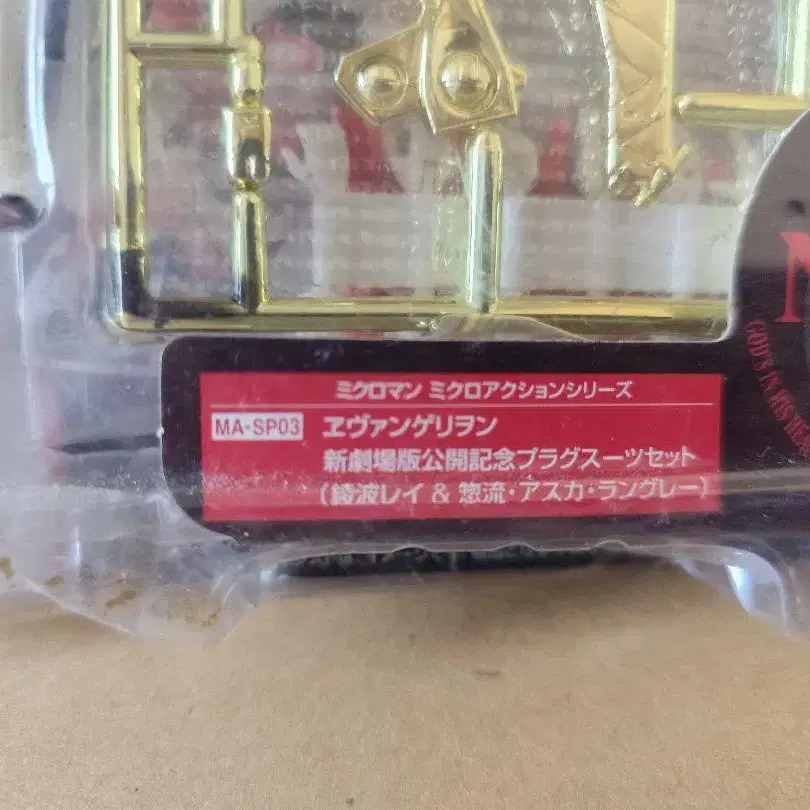 ミクロマン ミクロアクションシリーズ
MA-SP03 ヱヴァンゲリヲン
新劇場版公開記念プラグスーツセット
(綾波レイ & 惣流・アスカ・ラングレー)
N
GOD'S IN HIS